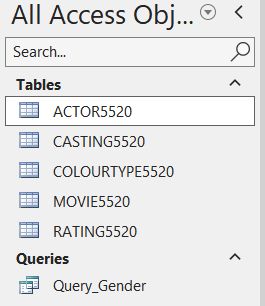 All Access Obj...
Search...
Tables
ACTOR5520
CASTING5520
COLOURTYPE5520
MOVIE5520
RATING5520
Queries
Query_Gender